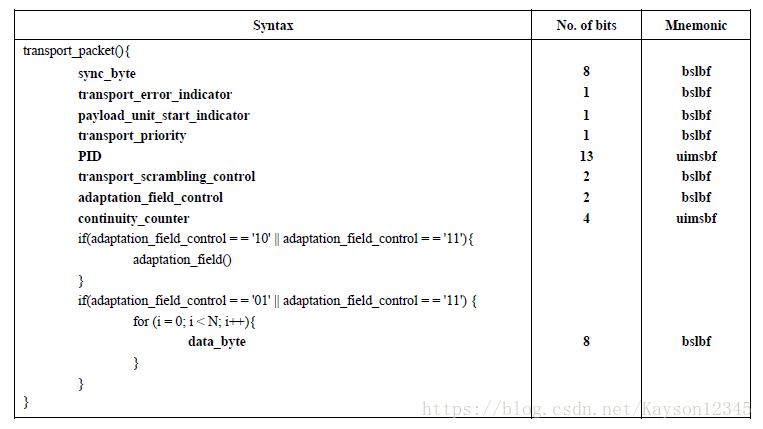 Syntax No. of bits Mnemonic
transport_packet(){
sync_byte 8 bslbf
transport_error_indicator 1 bslbf
payload_unit_start_indicator 1 bslbf
transport_priority 1 bslbf
PID 13 uimsbf
transport_scrambling_control 2 bslbf
adaptation_field_control 2 bslbf
continuity_counter 4 uimsbf
if(adaptation_field_control = = '10' || adaptation_field_control = = '11'){
adaptation_field()
}
if(adaptation_field_control = = '01' || adaptation_field_control = = '11') {
for (i = 0; i < N; i++){
data_byte 8 bslbf
}
}
}
https://blog.csdn.net/Kayson12345